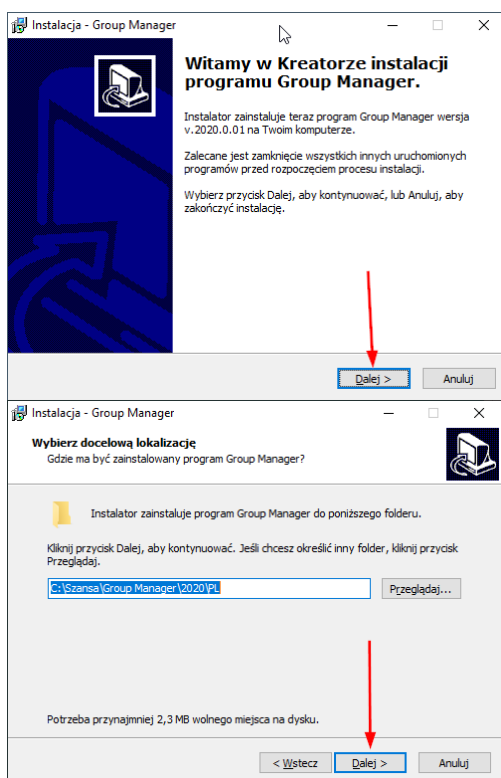 Instalacja - Group Manager
Witamy w Kreatorze instalacji
programu Group Manager.
Instalator zainstaluje teraz program Group Manager wersja
v.2020.0.01 na Twoim komputerze.
Zalecane jest zamknięcie wszystkich innych uruchomionych
programów przed rozpoczęciem procesu instalacji.
Wybierz przycisk Dalej, aby kontynuować, lub Anuluj, aby
zakończyć instalację.
Dalej >
Anuluj
Instalacja - Group Manager
Wybierz docelową lokalizację
Gdzie ma być zainstalowany program Group Manager?
Instalator zainstaluje program Group Manager do poniższego folderu.
Kliknij przycisk Dalej, aby kontynuować. Jeśli chcesz określić inny folder, kliknij przycisk
Przeglądaj.
C:\Szansa\Group Manager\2020\PL
Przeglądaj...
Potrzeba przynajmniej 2,3 MB wolnego miejsca na dysku.
< Wstecz
Dalej >
Anuluj